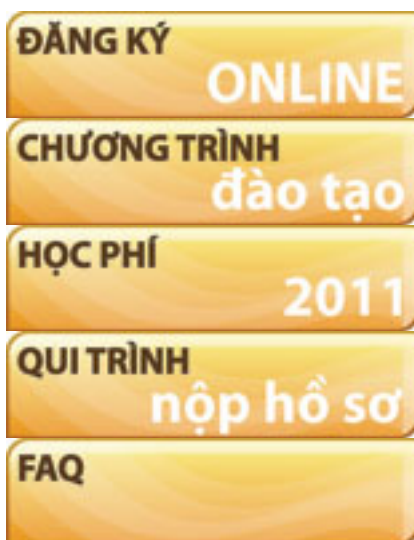 ĐĂNG KÝ
ONLINE
CHƯƠNG TRÌNH
đào tạo
HỌC PHÍ
2011
QUI TRÌNH
nộp hồ sơ
FAQ